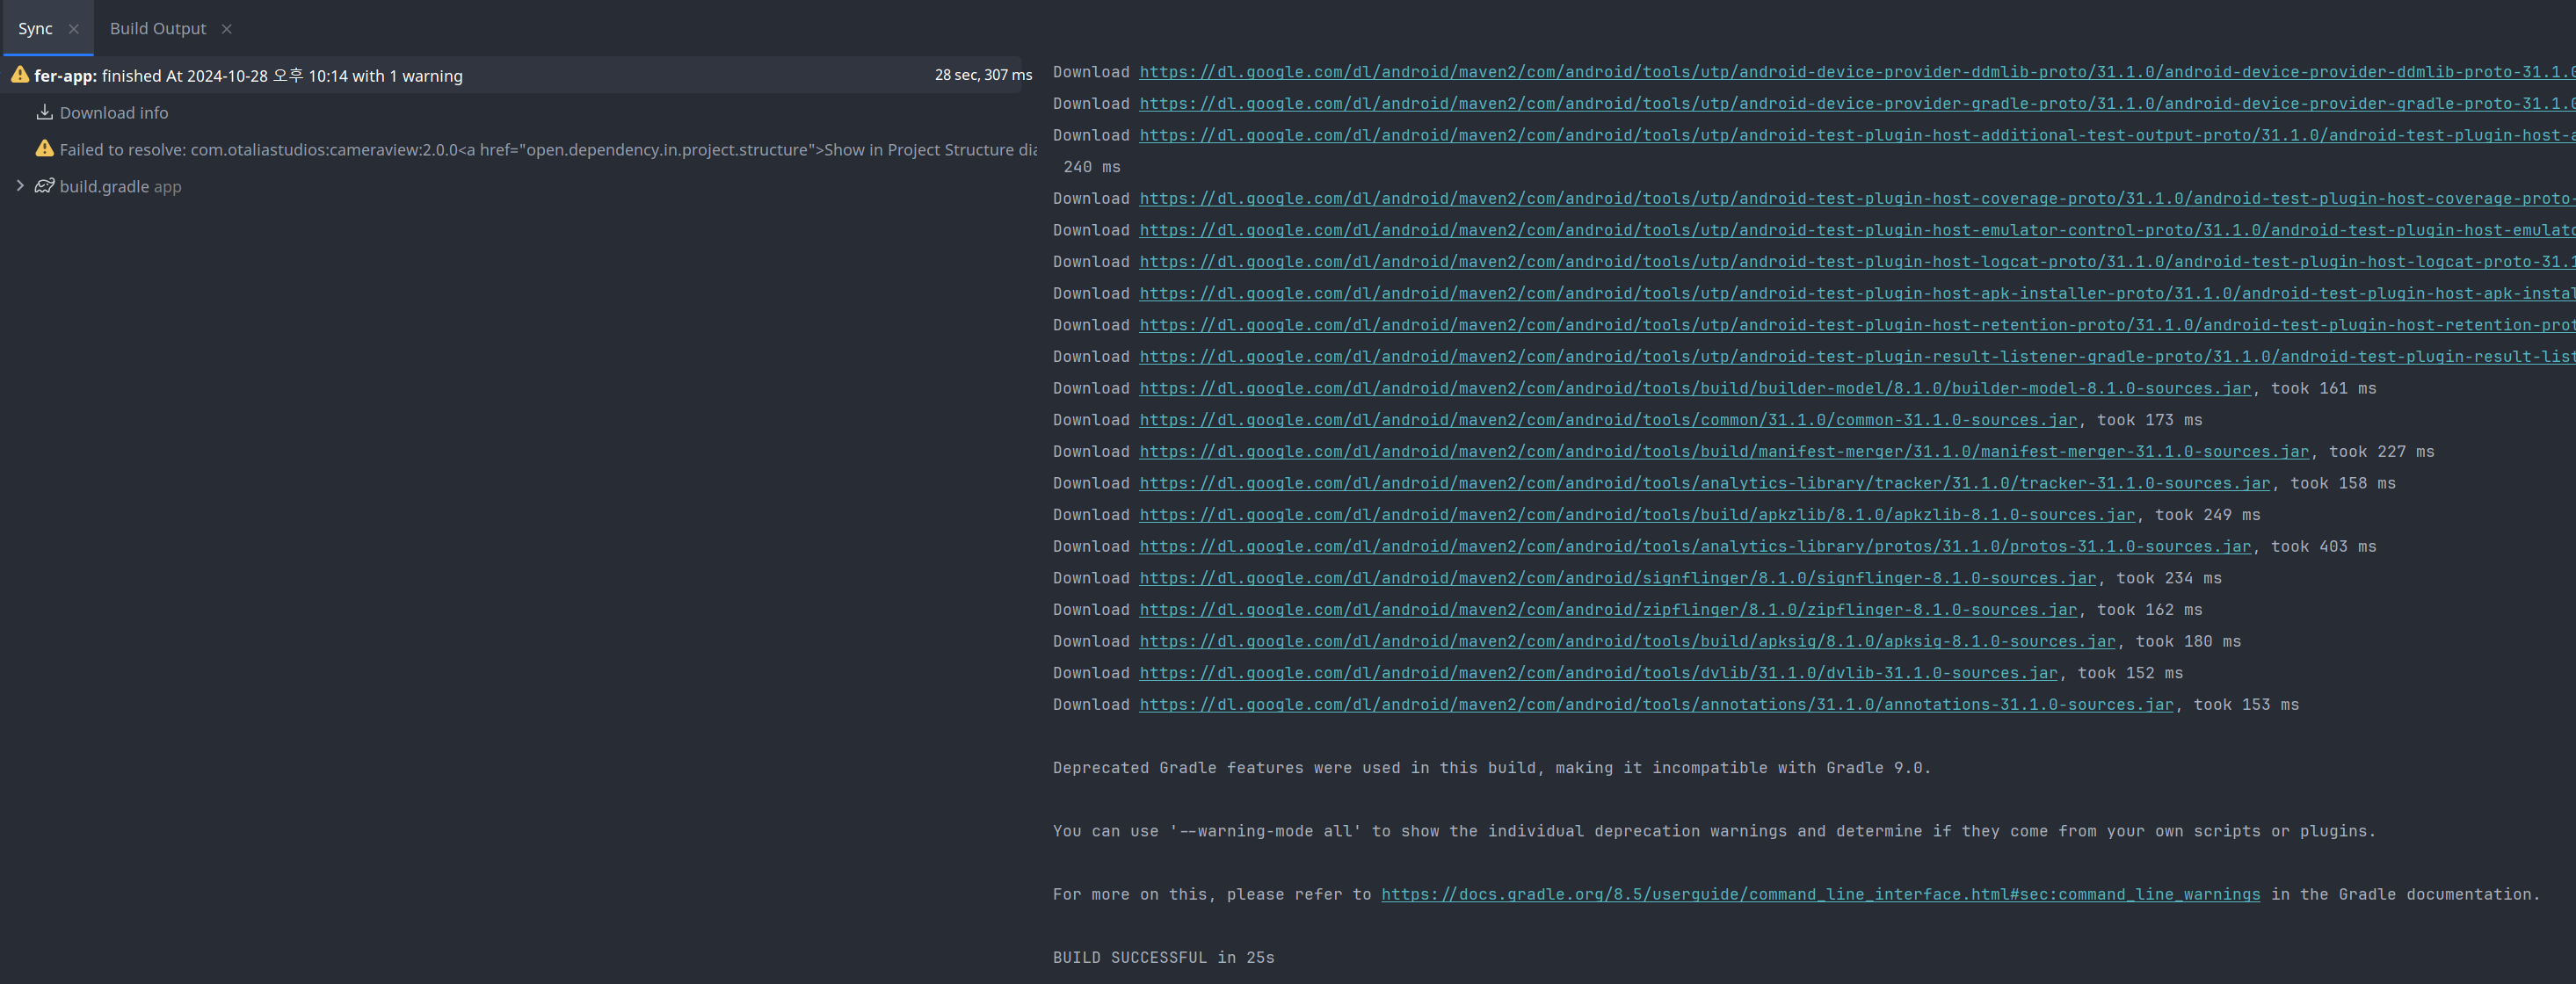 Sync
Build Output
fer-app: finished At 2024-10-28 오후 10:14 with 1 warning
28 sec, 307 ms
Download info
Failed to resolve: com.otaliastudios:cameraview:2.0.0<a href="open.dependency.in.project.structure">Show in Project Structure dia
build.gradle app
Download https://dl.google.com/dl/android/maven2/com/android/tools/utp/android-device-provider-ddmlib-proto/31.1.0/android-device-provider-ddmlib-proto-31.1.0
Download https://dl.google.com/dl/android/maven2/com/android/tools/utp/android-device-provider-gradle-proto/31.1.0/android-device-provider-gradle-proto-31.1.0
Download https://dl.google.com/dl/android/maven2/com/android/tools/utp/android-test-plugin-host-additional-test-output-proto/31.1.0/android-test-plugin-host-a
240 ms
Download https://dl.google.com/dl/android/maven2/com/android/tools/utp/android-test-plugin-host-coverage-proto/31.1.0/android-test-plugin-host-coverage-proto-
Download https://dl.google.com/dl/android/maven2/com/android/tools/utp/android-test-plugin-host-emulator-control-proto/31.1.0/android-test-plugin-host-emulato
Download https://dl.google.com/dl/android/maven2/com/android/tools/utp/android-test-plugin-host-logcat-proto/31.1.0/android-test-plugin-host-logcat-proto-31.1
Download https://dl.google.com/dl/android/maven2/com/android/tools/utp/android-test-plugin-host-apk-installer-proto/31.1.0/android-test-plugin-host-apk-instal
Download https://dl.google.com/dl/android/maven2/com/android/tools/utp/android-test-plugin-host-retention-proto/31.1.0/android-test-plugin-host-retention-prot
Download https://dl.google.com/dl/android/maven2/com/android/tools/utp/android-test-plugin-result-listener-gradle-proto/31.1.0/android-test-plugin-result-list
Download https://dl.google.com/dl/android/maven2/com/android/tools/build/builder-model/8.1.0/builder-model-8.1.0-sources.jar, took 161 ms
Download https://dl.google.com/dl/android/maven2/com/android/tools/common/31.1.0/common-31.1.0-sources.jar, took 173 ms
Download https://dl.google.com/dl/android/maven2/com/android/tools/build/manifest-merger/31.1.0/manifest-merger-31.1.0-sources.jar, took 227 ms
Download https://dl.google.com/dl/android/maven2/com/android/tools/analytics-library/tracker/31.1.0/tracker-31.1.0-sources.jar, took 158 ms
Download https://dl.google.com/dl/android/maven2/com/android/tools/build/apkzlib/8.1.0/apkzlib-8.1.0-sources.jar, took 249 ms
Download https://dl.google.com/dl/android/maven2/com/android/tools/analytics-library/protos/31.1.0/protos-31.1.0-sources.jar, took 403 ms
Download https://dl.google.com/dl/android/maven2/com/android/signflinger/8.1.0/signflinger-8.1.0-sources.jar, took 234 ms
Download https://dl.google.com/dl/android/maven2/com/android/zipflinger/8.1.0/zipflinger-8.1.0-sources.jar, took 162 ms
Download https://dl.google.com/dl/android/maven2/com/android/tools/build/apksig/8.1.0/apksig-8.1.0-sources.jar, took 180 ms
Download https://dl.google.com/dl/android/maven2/com/android/tools/dvlib/31.1.0/dvlib-31.1.0-sources.jar, took 152 ms
Download https://dl.google.com/dl/android/maven2/com/android/tools/annotations/31.1.0/annotations-31.1.0-sources.jar, took 153 ms
Deprecated Gradle features were used in this build, making it incompatible with Gradle 9.0.
You can use '--warning-mode all' to show the individual deprecation warnings and determine if they come from your own scripts or plugins.
For more on this, please refer to https://docs.gradle.org/8.5/userguide/command_line_interface.html#sec:command_line_warnings in the Gradle documentation.
BUILD SUCCESSFUL in 25s